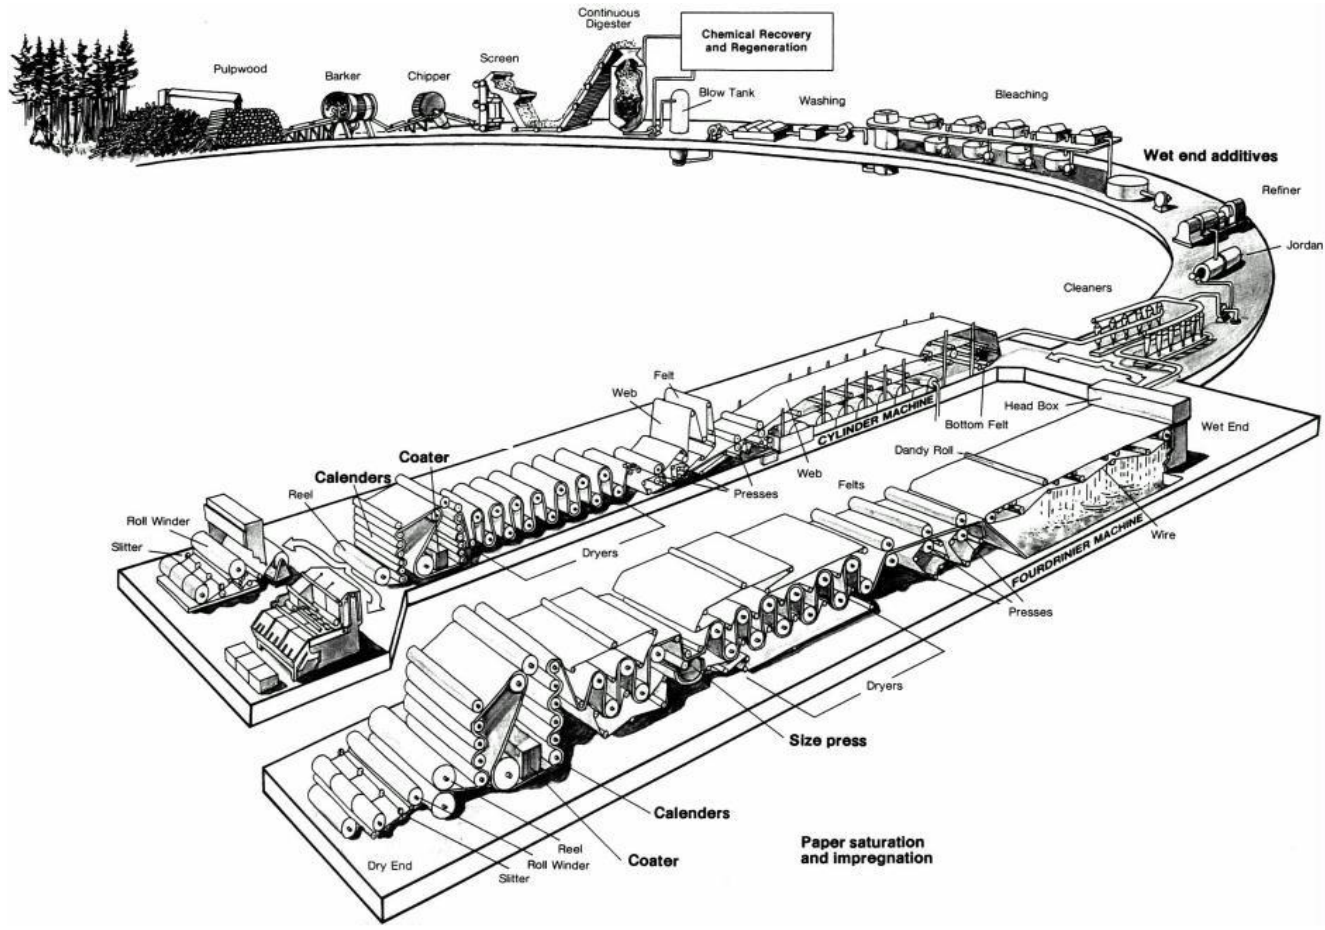 Continuous
Digester
Chemical Recovery
and Regeneration
Pulpwood
Barker
Chipper
Screen
Blow Tank
Washing
Bleaching
Wet end additives
Refiner
Jordan
Cleaners
Felt
Web
CYLINDER MACHINE
Bottom Felt
Head Box
Wet End
Dandy Roll
Web
Presses
Felts
Coater
Calenders
Reel
Roll Winder
Slitter
Dryers
Wire
FOURDRINIER MACHINE
Presses
Dryers
Size press
Calenders
Coater
Reel
Roll Winder
Slitter
Dry End
Paper saturation
and impregnation